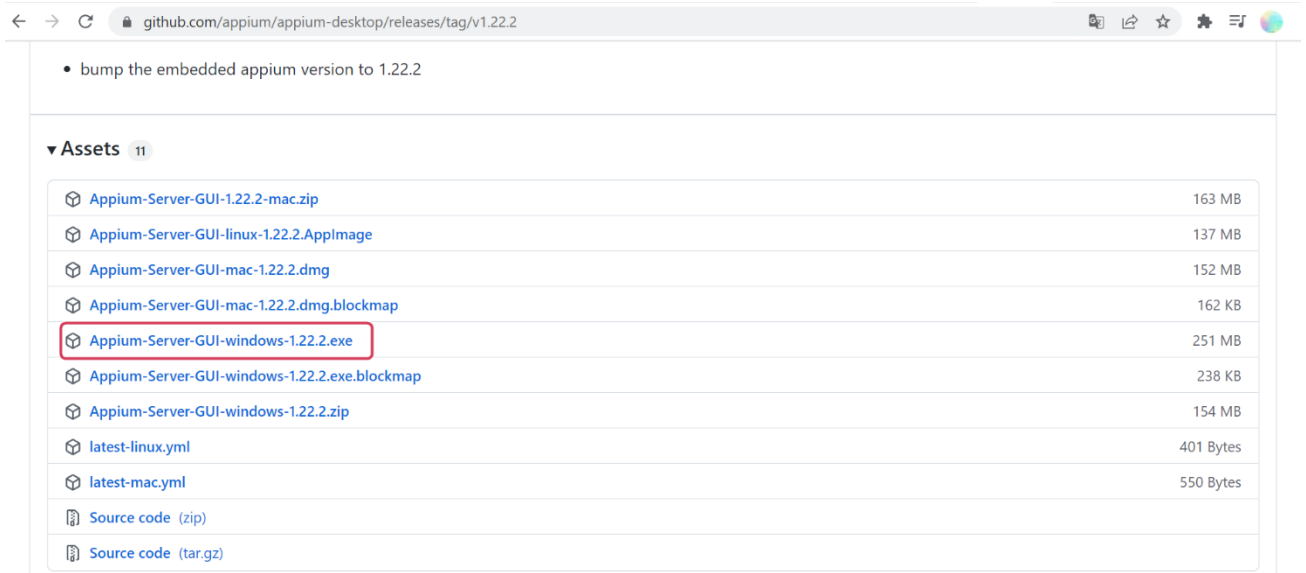 github.com/appium/appium-desktop/releases/tag/v1.22.2
• bump the embedded appium version to 1.22.2
Assets 11
Appium-Server-GUI-1.22.2-mac.zip 163 MB
Appium-Server-GUI-linux-1.22.2.AppImage 137 MB
Appium-Server-GUI-mac-1.22.2.dmg 152 MB
Appium-Server-GUI-mac-1.22.2.dmg.blockmap 162 KB
Appium-Server-GUI-windows-1.22.2.exe 251 MB
Appium-Server-GUI-windows-1.22.2.exe.blockmap 238 KB
Appium-Server-GUI-windows-1.22.2.zip 154 MB
latest-linux.yml 401 Bytes
latest-mac.yml 550 Bytes
Source code (zip)
Source code (tar.gz)